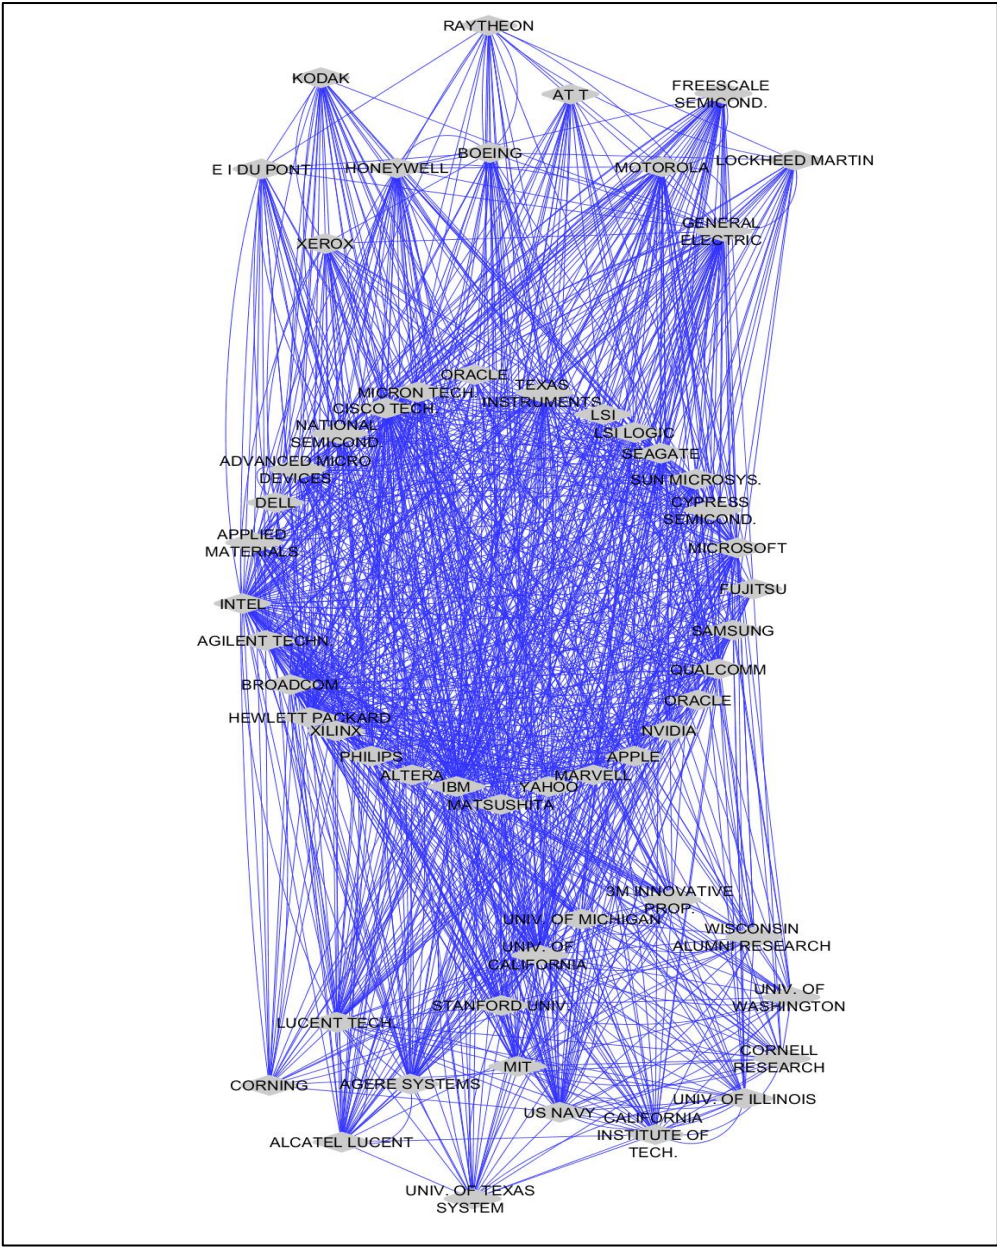 RAYTHEON
KODAK
AT T
FREESCALE
SEMICOND.
E I DU PONT
HONEYWELL
BOEING
MOTOROLA
LOCKHEED MARTIN
GENERAL
ELECTRIC
XEROX
ORACLE
MICRON TECH.
TEXAS
INSTRUMENTS
CISCO TECH.
LSI
NATIONAL
SEMICOND.
LSI LOGIC
SEAGATE
ADVANCED MICRO
DEVICES
SUN MICROSYS.
DELL
CYPRESS
SEMICOND.
APPLIED
MATERIALS
MICROSOFT
FUJITSU
INTEL
SAMSUNG
AGILENT TECHN.
QUALCOMM
BROADCOM
ORACLE
HEWLETT PACKARD
XILINX
NVIDIA
PHILIPS
APPLE
ALTERA
IBM
YAHOO
MARVELL
MATSUSHITA
3M INNOVATIVE
PROP.
UNIV. OF MICHIGAN
WISCONSIN
ALUMNI RESEARCH
UNIV. OF
CALIFORNIA
UNIV. OF
WASHINGTON
STANFORD UNIV.
LUCENT TECH.
CORNELL
RESEARCH
MIT
CORNING
AGERE SYSTEMS
UNIV. OF ILLINOIS
US NAVY
CALIFORNIA
INSTITUTE OF
TECH.
ALCATEL LUCENT
UNIV. OF TEXAS
SYSTEM